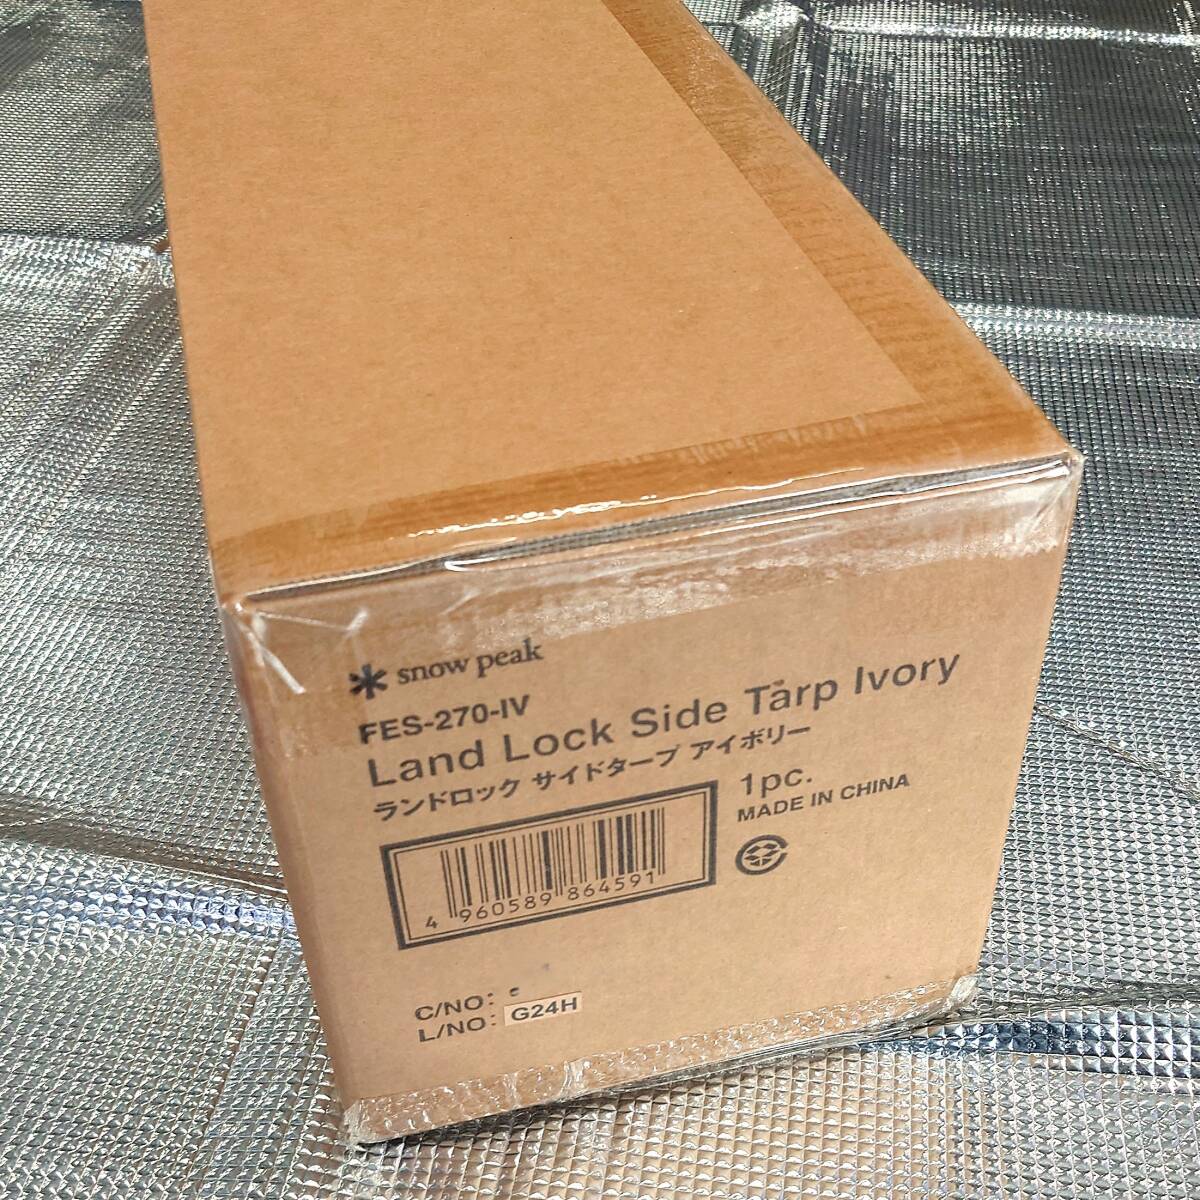 snow peak
FES-270-IV
Land Lock Side Tarp Ivory
ランドロック サイドタープ アイボリー
1pc.
MADE IN CHINA
4 960589 864591
C/NO:
L/NO: G24H